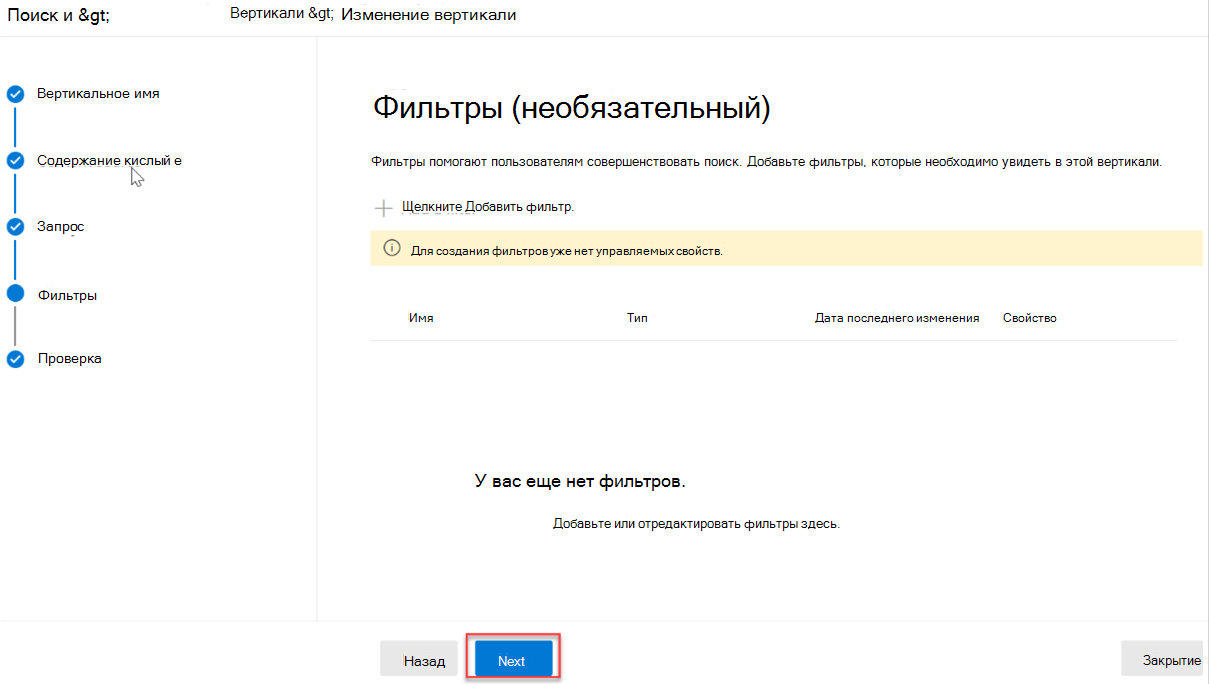 Поиск и &gt; Вертикали &gt; Изменение вертикали
Вертикальное имя
Содержание кислый е
Запрос
Фильтры
Проверка
Фильтры (необязательный)
Фильтры помогают пользователям совершенствовать поиск. Добавьте фильтры, которые необходимо увидеть в этой вертикали.
Щелкните Добавить фильтр.
Для создания фильтров уже нет управляемых свойств.
Имя Тип Дата последнего изменения Свойство
У вас еще нет фильтров.
Добавьте или отредактировать фильтры здесь.
Назад Next Закрытие